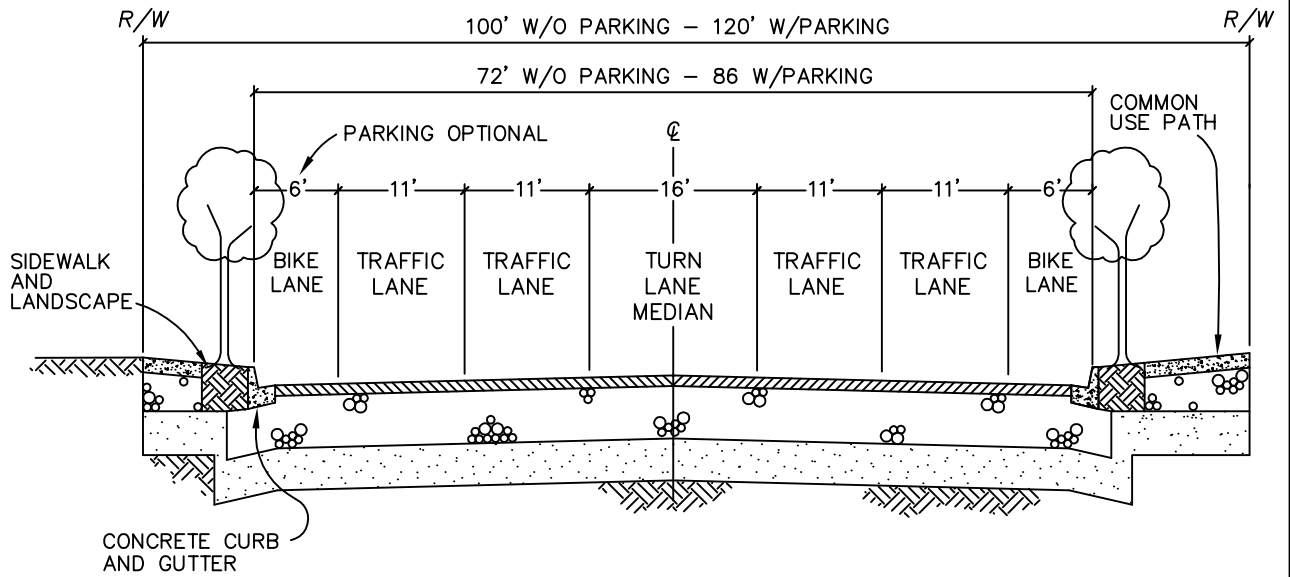 R/W
100' W/O PARKING – 120' W/PARKING
R/W
72' W/O PARKING – 86 W/PARKING
COMMON
USE PATH
PARKING OPTIONAL
℄
6'
11'
11'
16'
11'
11'
6'
SIDEWALK
AND
LANDSCAPE
BIKE
LANE
TRAFFIC
LANE
TRAFFIC
LANE
TURN
LANE
MEDIAN
TRAFFIC
LANE
TRAFFIC
LANE
BIKE
LANE
CONCRETE CURB
AND GUTTER